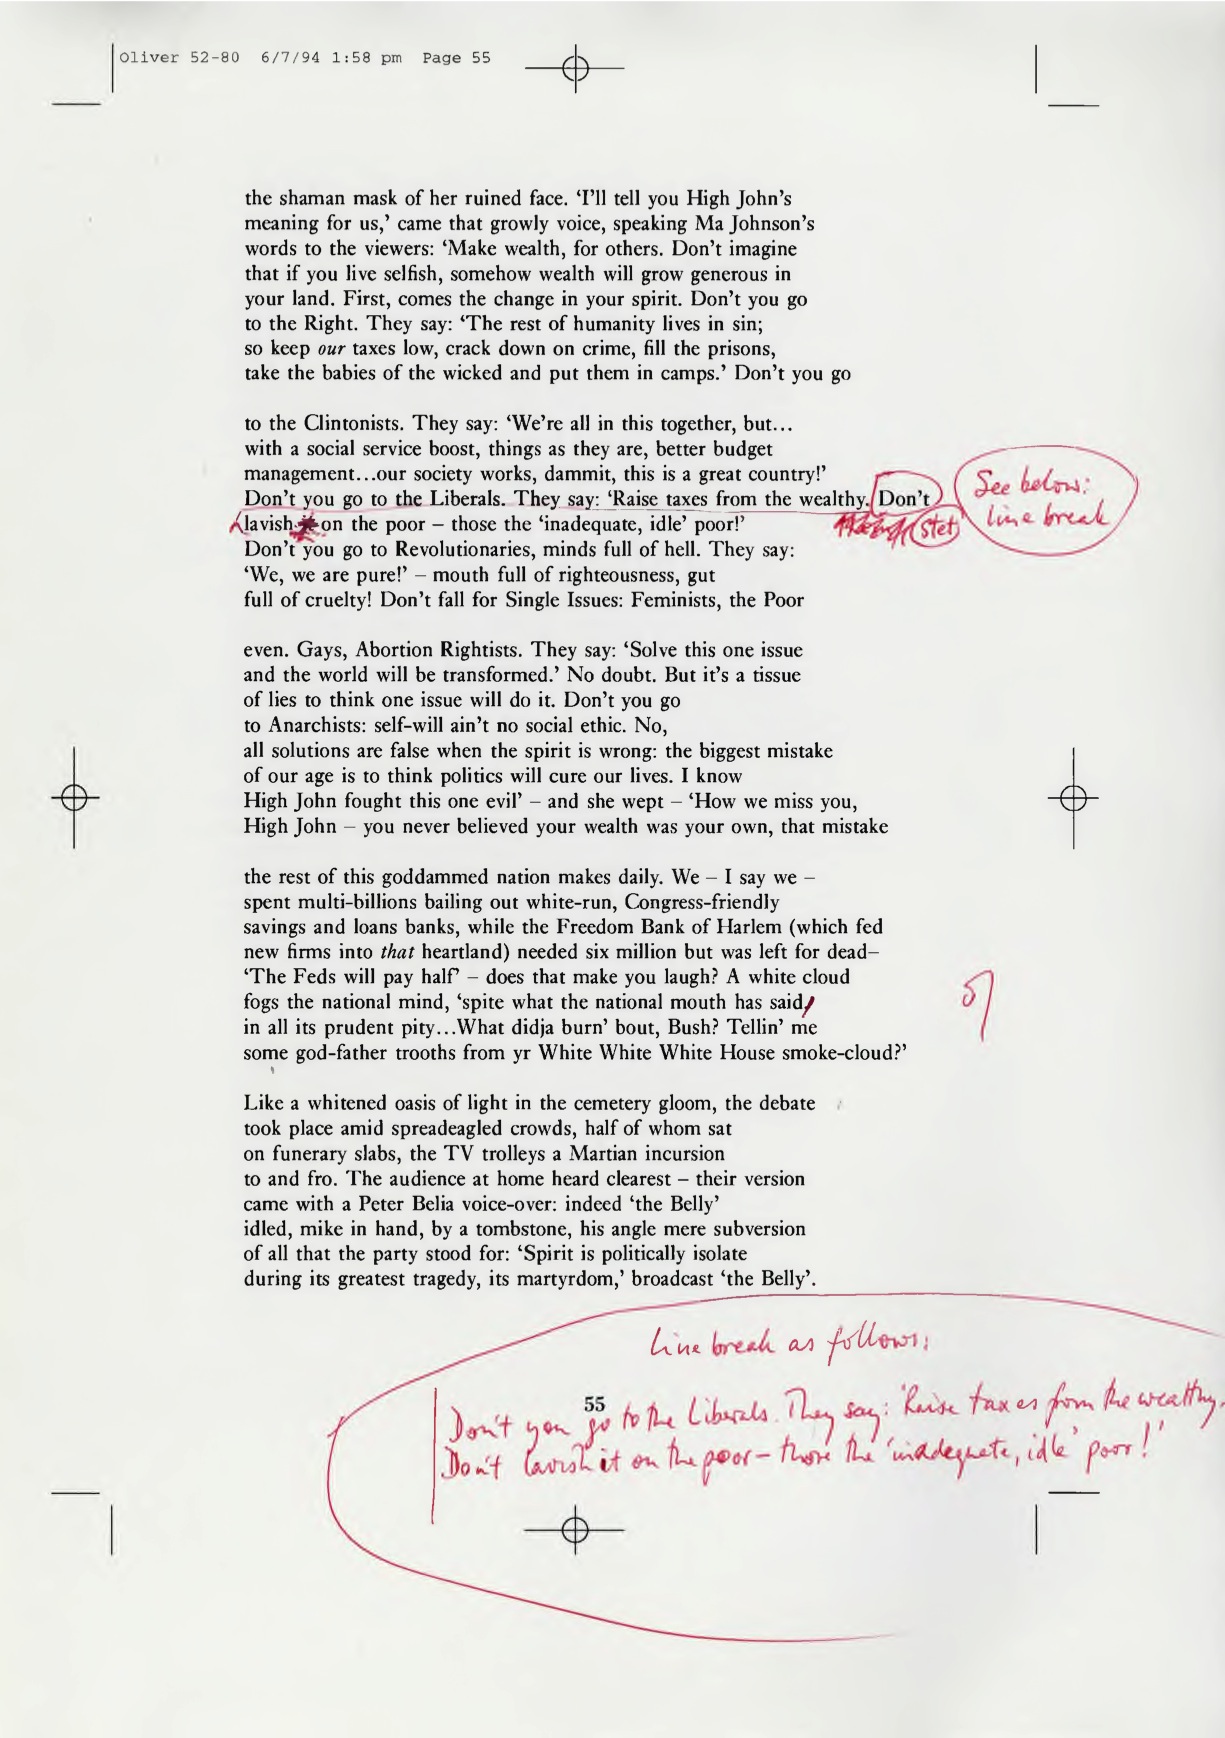 Oliver 52-80 6/7/94 1:58 pm Page 55
the shaman mask of her ruined face. ‘I’ll tell you High John’s
meaning for us,’ came that growly voice, speaking Ma Johnson’s
words to the viewers: ‘Make wealth, for others. Don’t imagine
that if you live selfish, somehow wealth will grow generous in
your land. First, comes the change in your spirit. Don’t you go
to the Right. They say: ‘The rest of humanity lives in sin;
so keep our taxes low, crack down on crime, fill the prisons,
take the babies of the wicked and put them in camps.’ Don’t you go
to the Clintonists. They say: ‘We’re all in this together, but...
with a social service boost, things as they are, better budget
management...our society works, dammit, this is a great country!’
Don’t you go to the Liberals. They say: ‘Raise taxes from the wealthy. Don’t
See below:
line break
lavish on the poor – those the ‘inadequate, idle’ poor!’
stet
Don’t you go to Revolutionaries, minds full of hell. They say:
‘We, we are pure!’ – mouth full of righteousness, gut
full of cruelty! Don’t fall for Single Issues: Feminists, the Poor
even. Gays, Abortion Rightists. They say: ‘Solve this one issue
and the world will be transformed.’ No doubt. But it’s a tissue
of lies to think one issue will do it. Don’t you go
to Anarchists: self-will ain’t no social ethic. No,
all solutions are false when the spirit is wrong: the biggest mistake
of our age is to think politics will cure our lives. I know
High John fought this one evil’ – and she wept – ‘How we miss you,
High John – you never believed your wealth was your own, that mistake
the rest of this goddammed nation makes daily. We – I say we –
spent multi-billions bailing out white-run, Congress-friendly
savings and loans banks, while the Freedom Bank of Harlem (which fed
new firms into that heartland) needed six million but was left for dead–
‘The Feds will pay half’ – does that make you laugh? A white cloud
fogs the national mind, ‘spite what the national mouth has said,
in all its prudent pity...What didja burn’ bout, Bush? Tellin’ me
some god-father trooths from yr White White White House smoke-cloud?’
Like a whitened oasis of light in the cemetery gloom, the debate
took place amid spreadeagled crowds, half of whom sat
on funerary slabs, the TV trolleys a Martian incursion
to and fro. The audience at home heard clearest – their version
came with a Peter Belia voice-over: indeed ‘the Belly’
idled, mike in hand, by a tombstone, his angle mere subversion
of all that the party stood for: ‘Spirit is politically isolate
during its greatest tragedy, its martyrdom,’ broadcast ‘the Belly’.
Line break as follows:
55
Don't you go to the Liberals. They say: 'Raise taxes from the wealthy.
Don't lavish it on the poor – those the 'inadequate, idle' poor!'